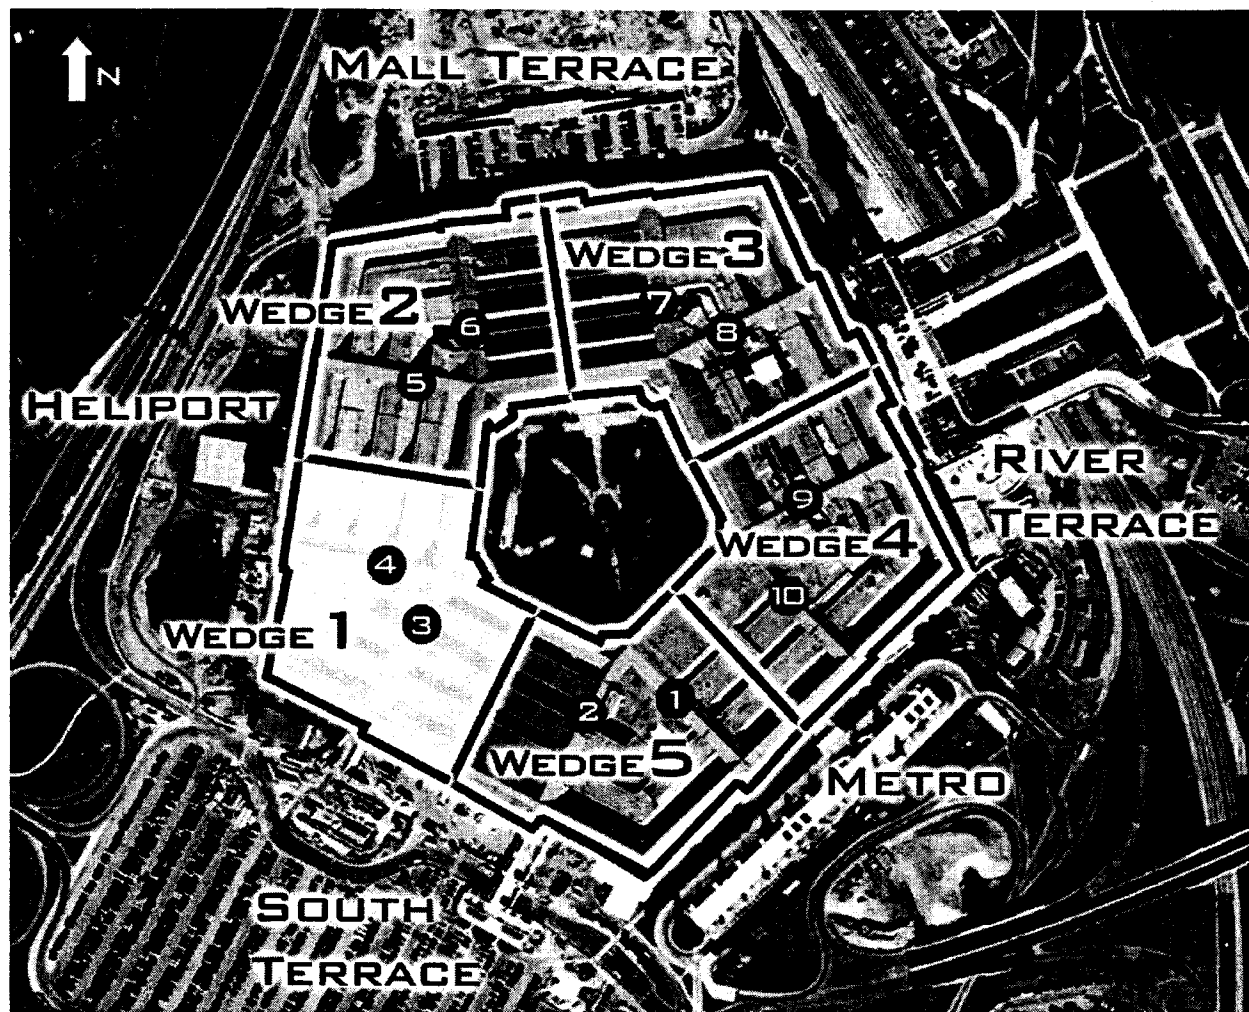 N
MALL TERRACE
WEDGE 3
WEDGE 2
7
6
8
5
HELIPORT
RIVER
TERRACE
9
WEDGE 4
4
10
3
WEDGE 1
1
2
WEDGE 5
METRO
SOUTH
TERRACE